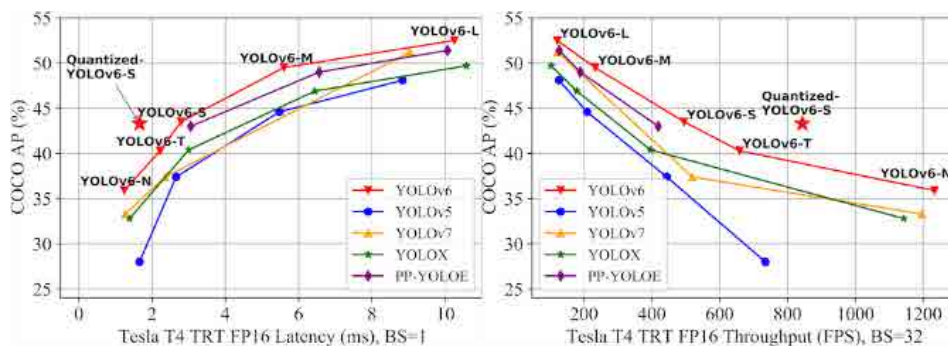 COCO AP (%)
55
50
45
40
35
30
25
Quantized-
YOLOv6-S
YOLOv6-N
YOLOv6-T
YOLOv6-S
YOLOv6-M
YOLOv6-L
YOLOv6
YOLOv5
YOLOv7
YOLOX
PP-YOLOE
0 2 4 6 8 10
Tesla T4 TRT FP16 Latency (ms), BS=1
COCO AP (%)
55
50
45
40
35
30
25
YOLOv6-L
YOLOv6-M
YOLOv6-S
Quantized-
YOLOv6-S
YOLOv6-T
YOLOv6-N
YOLOv6
YOLOv5
YOLOv7
YOLOX
PP-YOLOE
200 400 600 800 1000 1200
Tesla T4 TRT FP16 Throughput (FPS), BS=32